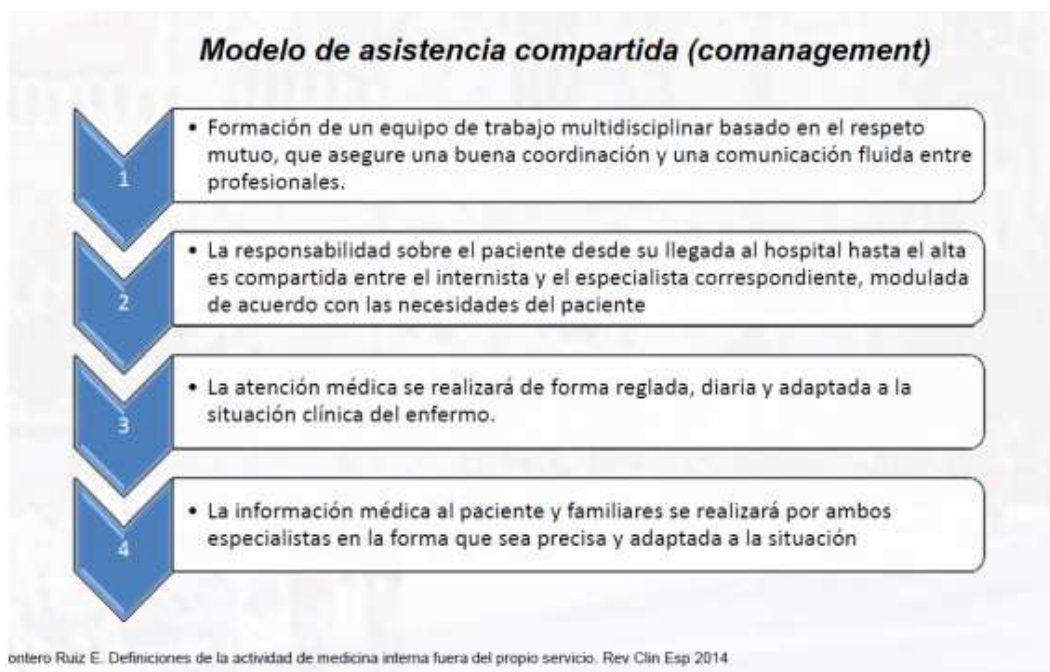 Modelo de asistencia compartida (comanagement)
1
• Formación de un equipo de trabajo multidisciplinar basado en el respeto
mutuo, que asegure una buena coordinación y una comunicación fluida entre
profesionales.
2
• La responsabilidad sobre el paciente desde su llegada al hospital hasta el alta
es compartida entre el internista y el especialista correspondiente, modulada
de acuerdo con las necesidades del paciente
3
• La atención médica se realizará de forma reglada, diaria y adaptada a la
situación clínica del enfermo.
4
• La información médica al paciente y familiares se realizará por ambos
especialistas en la forma que sea precisa y adaptada a la situación
ontero Ruiz E. Definiciones de la actividad de medicina interna fuera del propio servicio. Rev Clin Esp 2014